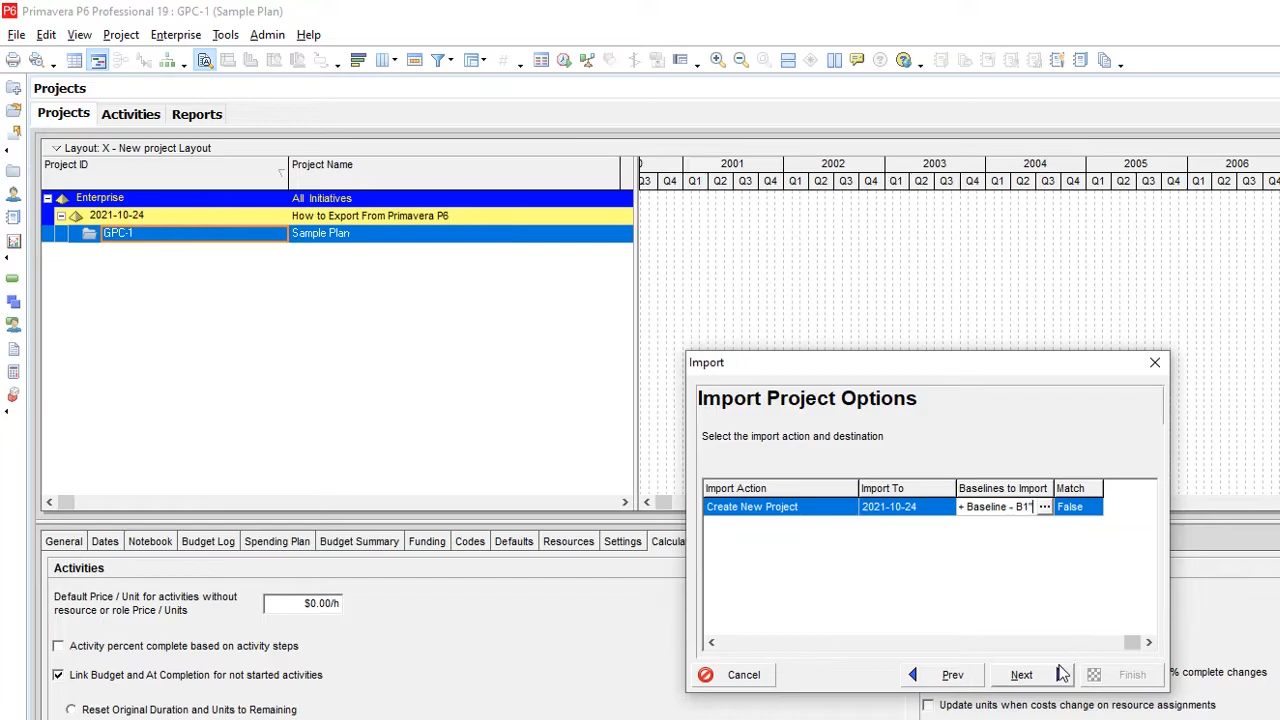 Primavera P6 Professional 19 : GPC-1 (Sample Plan)
File Edit View Project Enterprise Tools Admin Help
Projects
Projects Activities Reports
Layout: X - New project Layout
Project ID Project Name
Enterprise All Initiatives
2021-10-24 How to Export From Primavera P6
GPC-1 Sample Plan
2001 2002 2003 2004 2005 2006
Q3 Q4 Q1 Q2 Q3 Q4 Q1 Q2 Q3 Q4 Q1 Q2 Q3 Q4 Q1 Q2 Q3 Q4 Q1 Q2 Q3 Q4 Q1 Q2 Q3
Import
Import Project Options
Select the import action and destination
Import Action Import To Baselines to Import Match
Create New Project 2021-10-24 + Baseline - B1" ... False
Cancel Prev Next Finish
General Dates Notebook Budget Log Spending Plan Budget Summary Funding Codes Defaults Resources Settings
Activities
Default Price / Unit for activities without
resource or role Price / Units
$0.00/h
Activity percent complete based on activity steps
Link Budget and At Completion for not started activities
Reset Original Duration and Units to Remaining
% complete changes
Update units when costs change on resource assignments